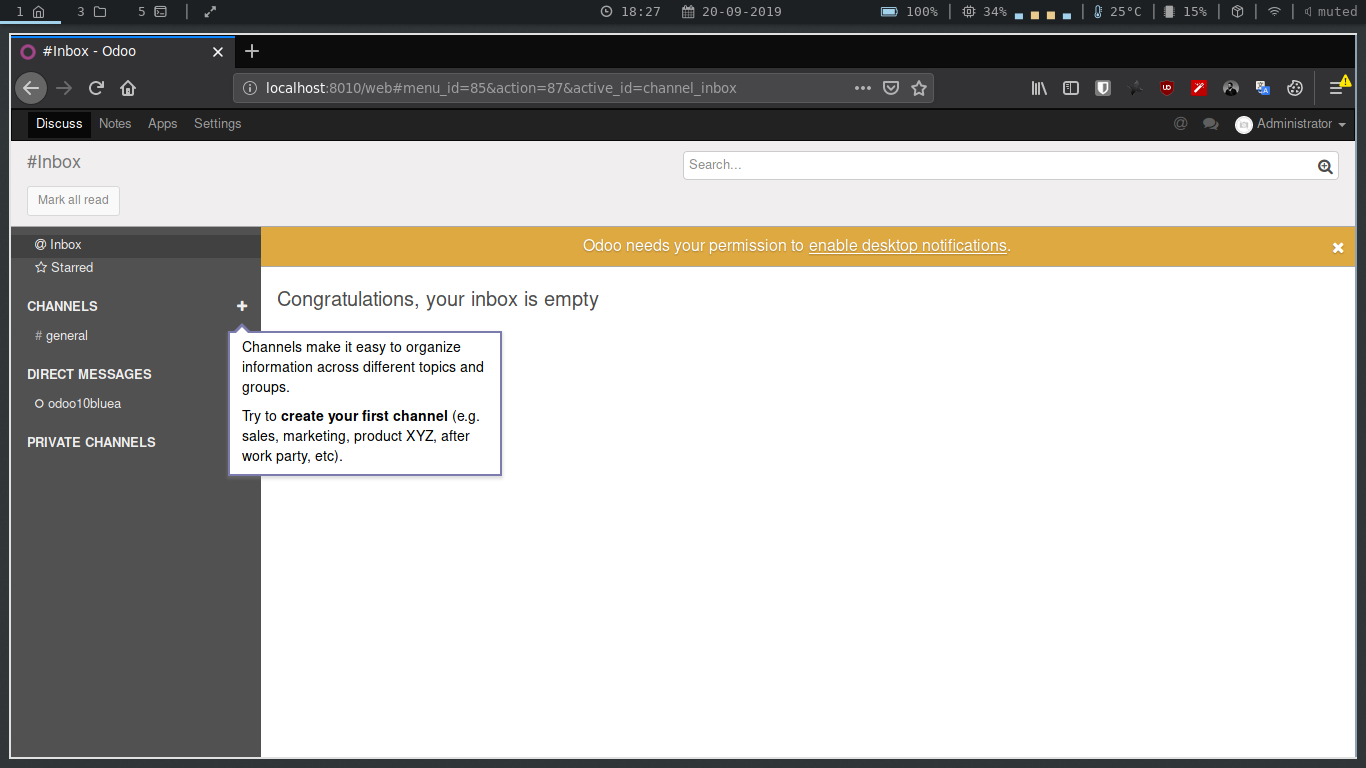 1 3 5 18:27 20-09-2019 100% 34% 25°C 15% muted
#Inbox - Odoo
localhost:8010/web#menu_id=85&action=87&active_id=channel_inbox
Discuss Notes Apps Settings Administrator
#Inbox
Search...
Mark all read
@ Inbox
Odoo needs your permission to enable desktop notifications.
Starred
CHANNELS
Congratulations, your inbox is empty
# general
Channels make it easy to organize
information across different topics and
groups.
Try to create your first channel (e.g.
sales, marketing, product XYZ, after
work party, etc).
DIRECT MESSAGES
odoo10bluea
PRIVATE CHANNELS